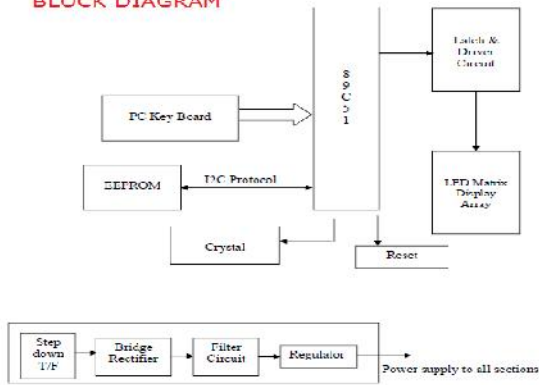 BLOCK DIAGRAM
Latch &
Driver
Circuit
8
9
C
5
1
PC Key Board
EEPROM
I2C Protocol
LED Matrix
Display
Array
Crystal
Reset
Step
down
T/F
Bridge
Rectifier
Filter
Circuit
Regulator
Power supply to all sections